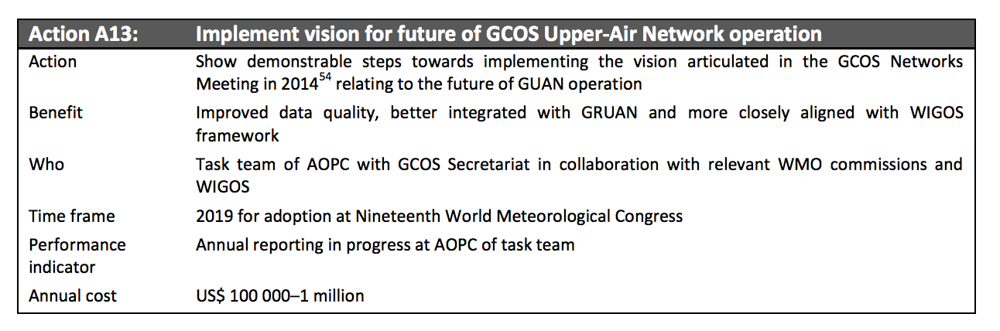 Action A13: Implement vision for future of GCOS Upper-Air Network operation
Action Show demonstrable steps towards implementing the vision articulated in the GCOS Networks
Meeting in 2014⁵⁴ relating to the future of GUAN operation
Benefit Improved data quality, better integrated with GRUAN and more closely aligned with WIGOS
framework
Who Task team of AOPC with GCOS Secretariat in collaboration with relevant WMO commissions and
WIGOS
Time frame 2019 for adoption at Nineteenth World Meteorological Congress
Performance Annual reporting in progress at AOPC of task team
indicator
Annual cost US$ 100 000–1 million